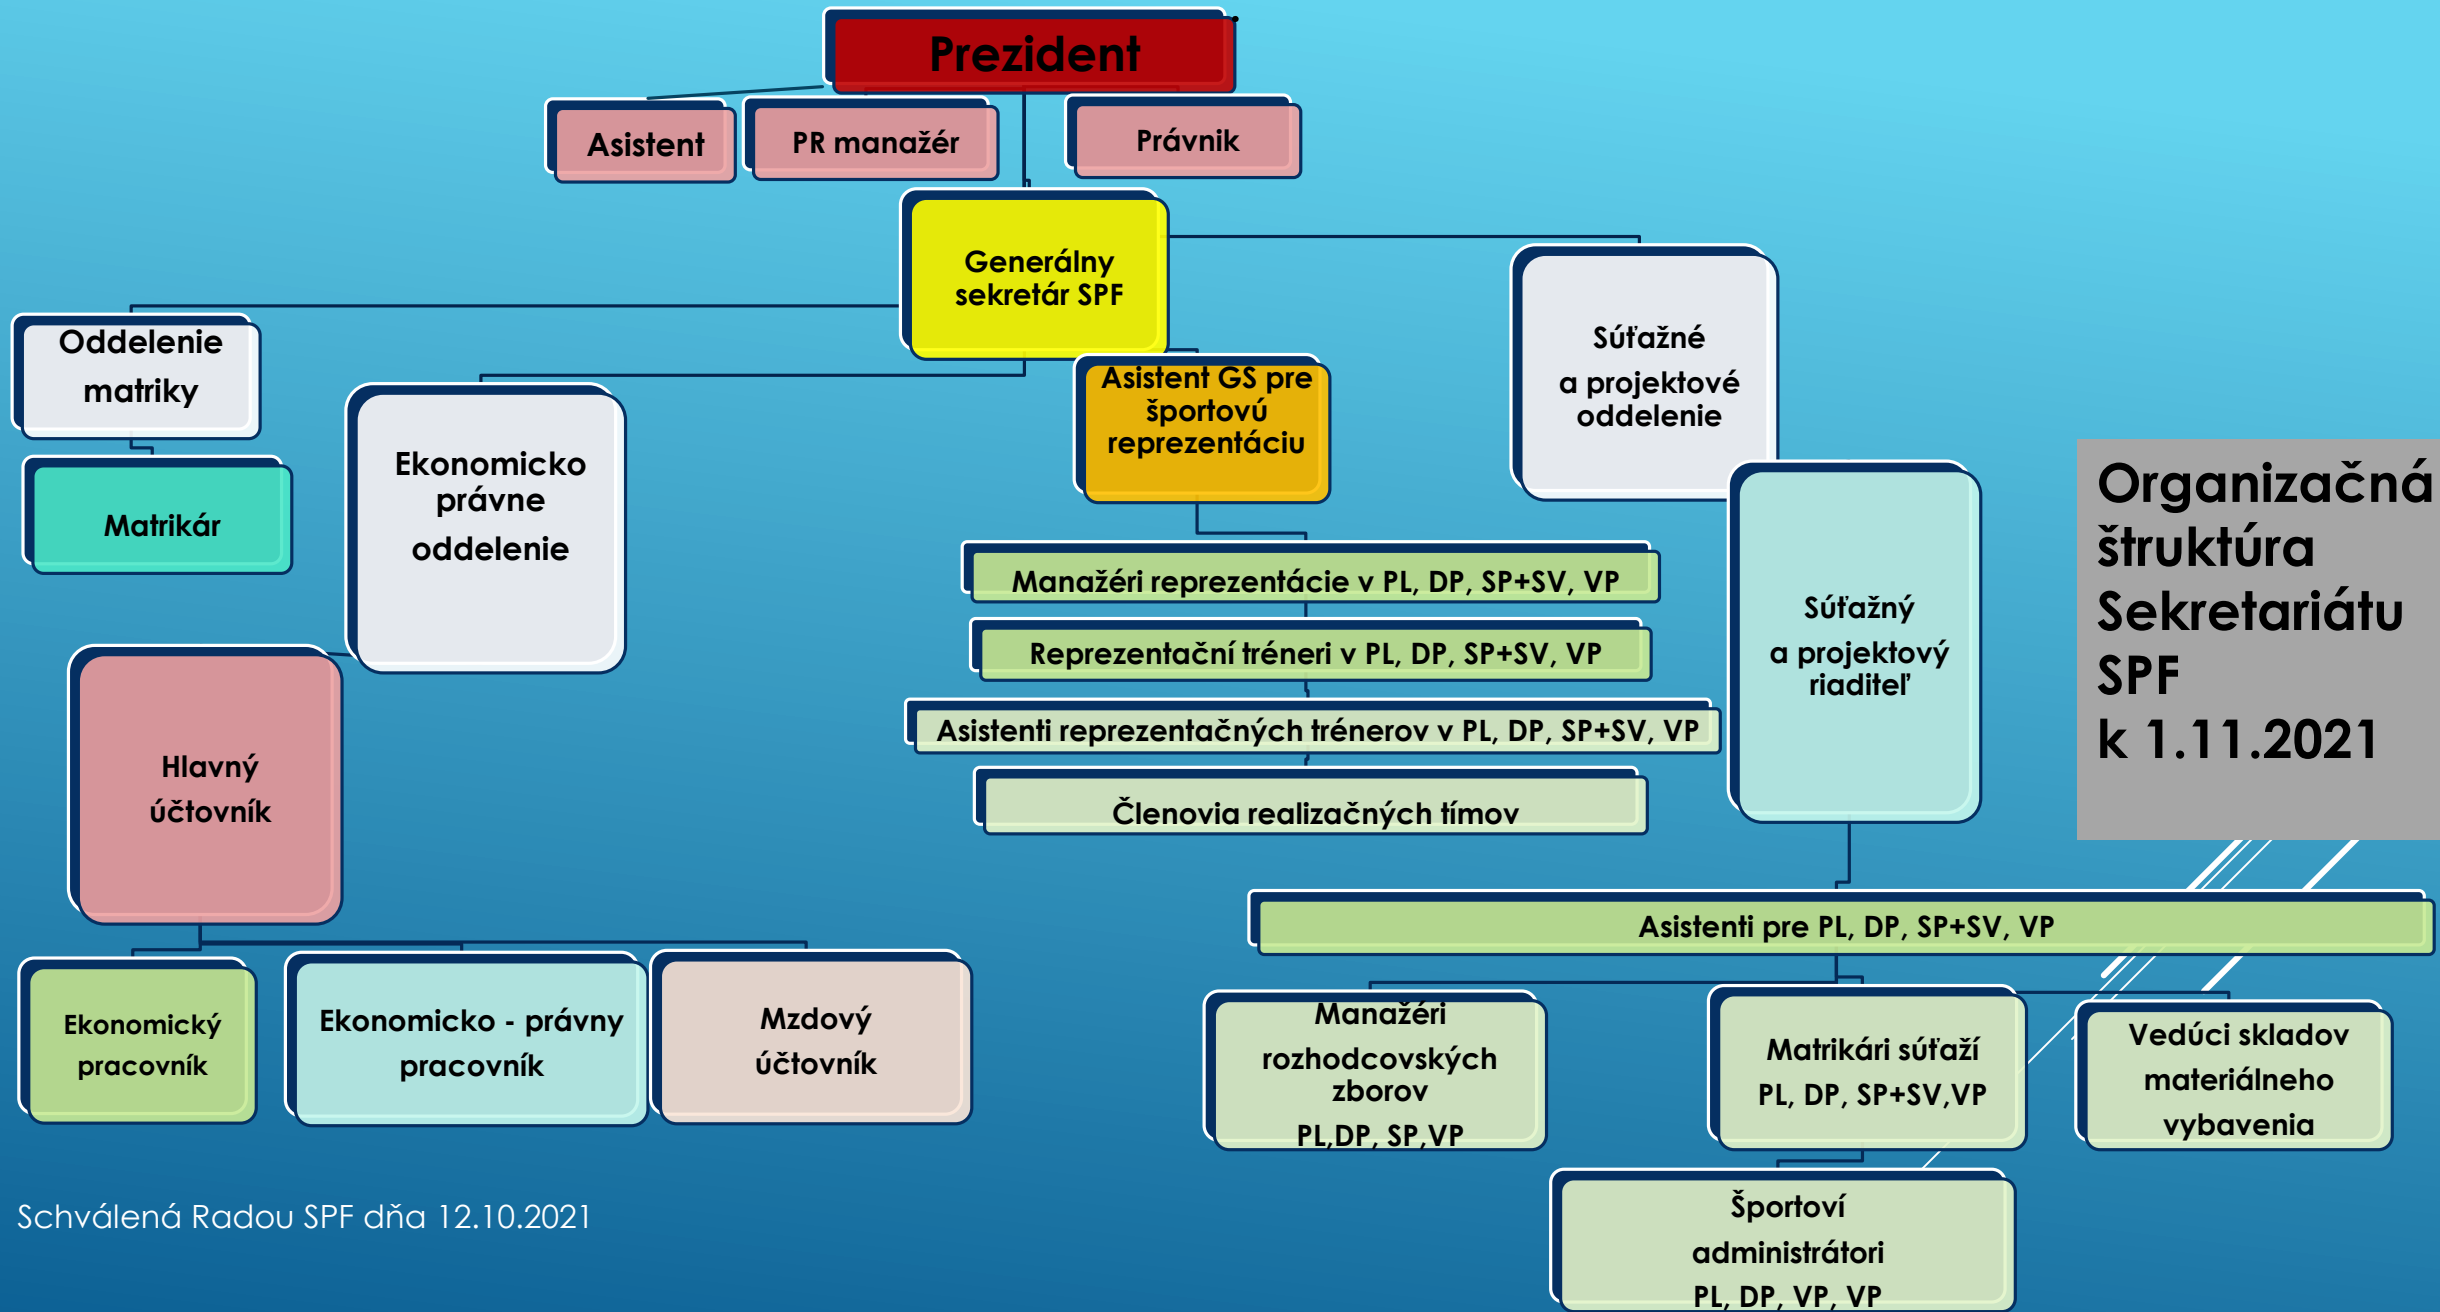 Prezident
Asistent
PR manažér
Právnik
Generálny
sekretár SPF
Oddelenie
matriky
Matrikár
Ekonomicko
právne
oddelenie
Asistent GS pre
športovú
reprezentáciu
Súťažné
a projektové
oddelenie
Manažéri reprezentácie v PL, DP, SP+SV, VP
Reprezentační tréneri v PL, DP, SP+SV, VP
Asistenti reprezentačných trénerov v PL, DP, SP+SV, VP
Členovia realizačných tímov
Súťažný
a projektový
riaditeľ
Organizačná
štruktúra
Sekretariátu
SPF
k 1.11.2021
Hlavný
účtovník
Ekonomický
pracovník
Ekonomicko - právny
pracovník
Mzdový
účtovník
Asistenti pre PL, DP, SP+SV, VP
Manažéri
rozhodcovských
zborov
PL,DP, SP,VP
Matrikári súťaží
PL, DP, SP+SV,VP
Vedúci skladov
materiálneho
vybavenia
Športoví
administrátori
PL, DP, VP, VP
Schválená Radou SPF dňa 12.10.2021